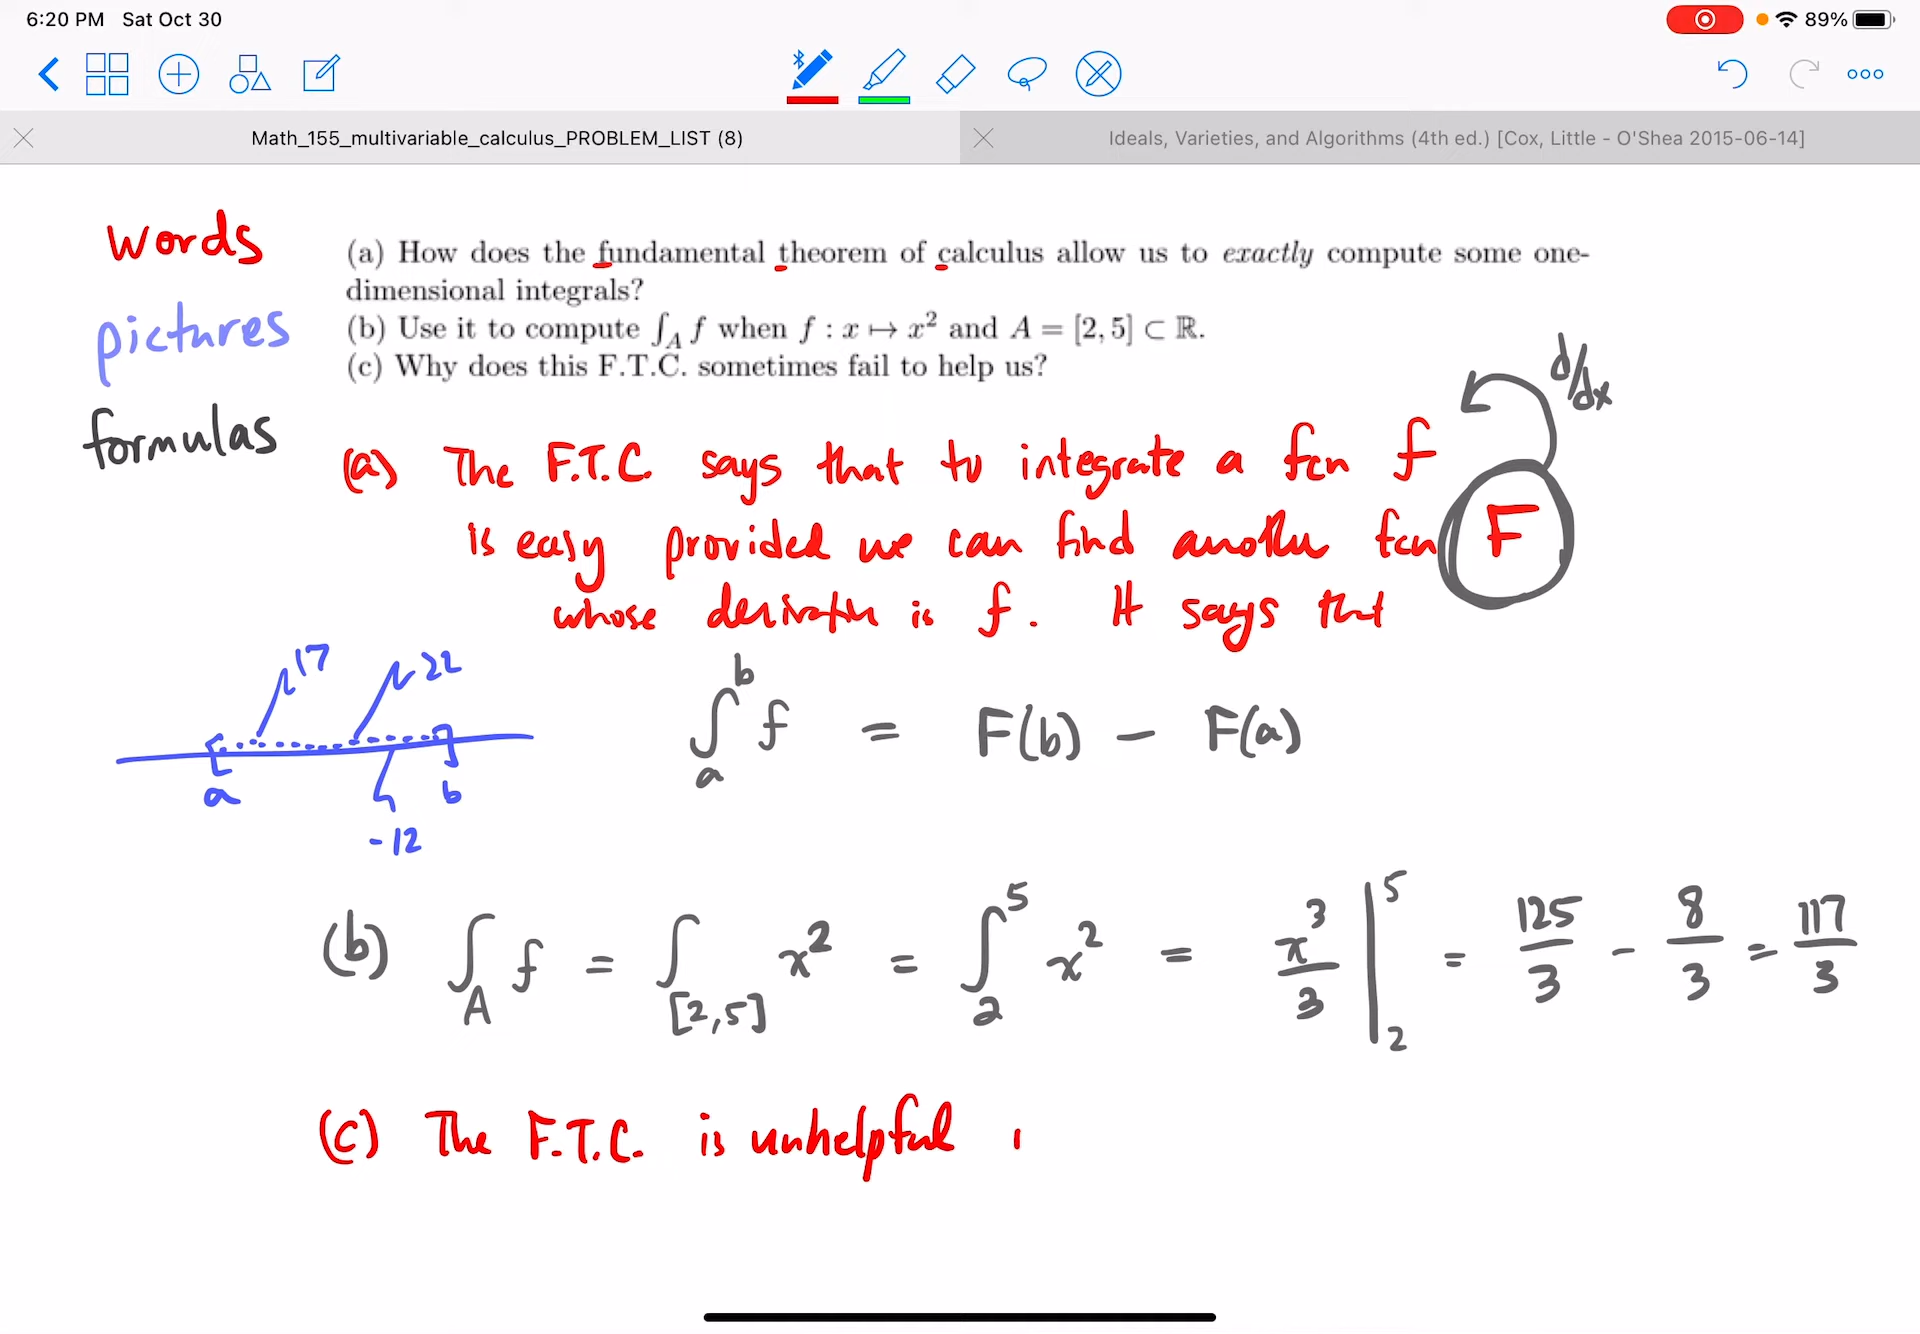 6:20 PM Sat Oct 30
89%
Math_155_multivariable_calculus_PROBLEM_LIST (8)
Ideals, Varieties, and Algorithms (4th ed.) [Cox, Little - O'Shea 2015-06-14]
words
pictures
formulas
(a) How does the fundamental theorem of calculus allow us to exactly compute some one-
dimensional integrals?
(b) Use it to compute ∫_A f when f : x ↦ x² and A = [2, 5] ⊂ ℝ.
(c) Why does this F.T.C. sometimes fail to help us?
d/dx
(a) The F.T.C. says that to integrate a fcn f
is easy provided we can find another fcn F
whose derivative is f. It says that
17
22
a
b
-12
∫_a^b f = F(b) − F(a)
(b) ∫_A f = ∫_[2,5] x² = ∫_2^5 x² = x³/3 |_2^5 = 125/3 − 8/3 = 117/3
(c) The F.T.C. is unhelpful